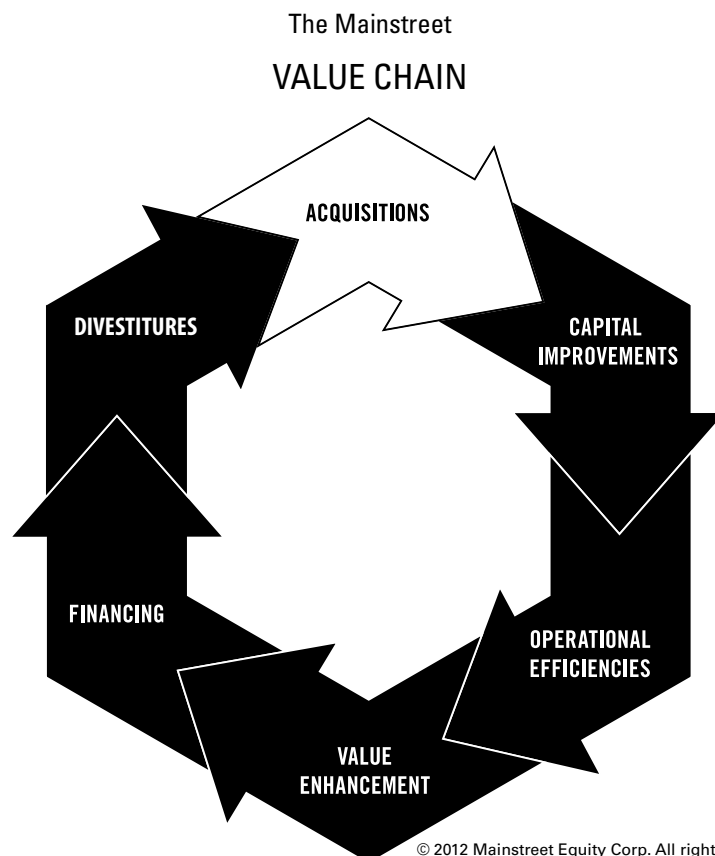 The Mainstreet
VALUE CHAIN
ACQUISITIONS
CAPITAL
IMPROVEMENTS
OPERATIONAL
EFFICIENCIES
VALUE
ENHANCEMENT
FINANCING
DIVESTITURES
© 2012 Mainstreet Equity Corp. All right